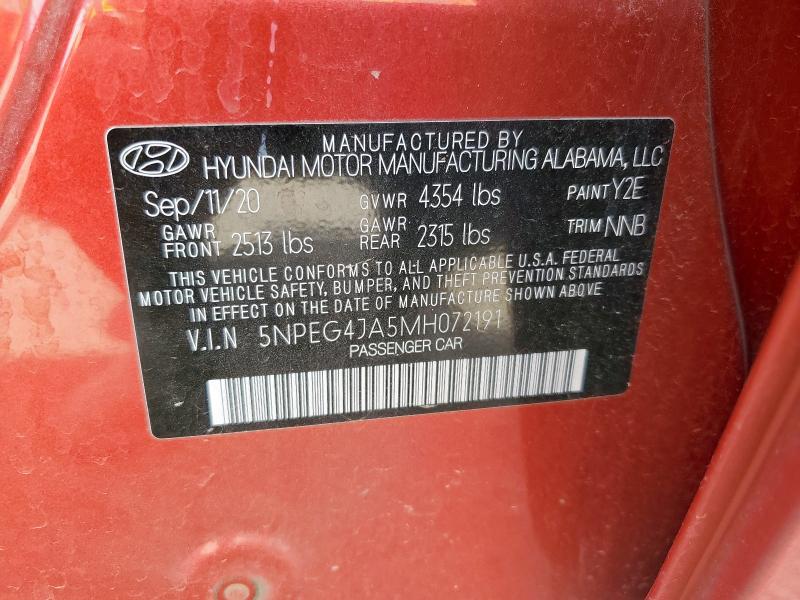 MANUFACTURED BY
HYUNDAI MOTOR MANUFACTURING ALABAMA, LLC
Sep/11/20 GVWR 4354 lbs PAINT Y2E
GAWR FRONT 2513 lbs GAWR REAR 2315 lbs TRIM NNB
THIS VEHICLE CONFORMS TO ALL APPLICABLE U.S.A. FEDERAL
MOTOR VEHICLE SAFETY, BUMPER, AND THEFT PREVENTION STANDARDS
IN EFFECT ON THE DATE OF MANUFACTURE SHOWN ABOVE
V.I.N 5NPEG4JA5MH072191
PASSENGER CAR